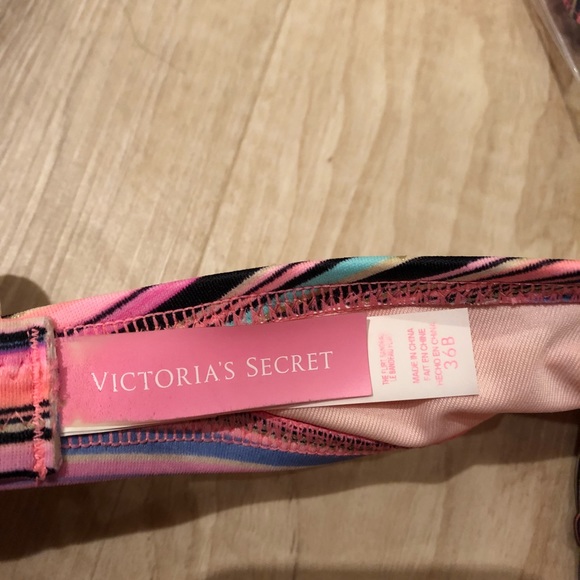 VICTORIA'S SECRET
MADE IN CHINA
FAIT EN CHINE
HECHO EN CHINA
36B